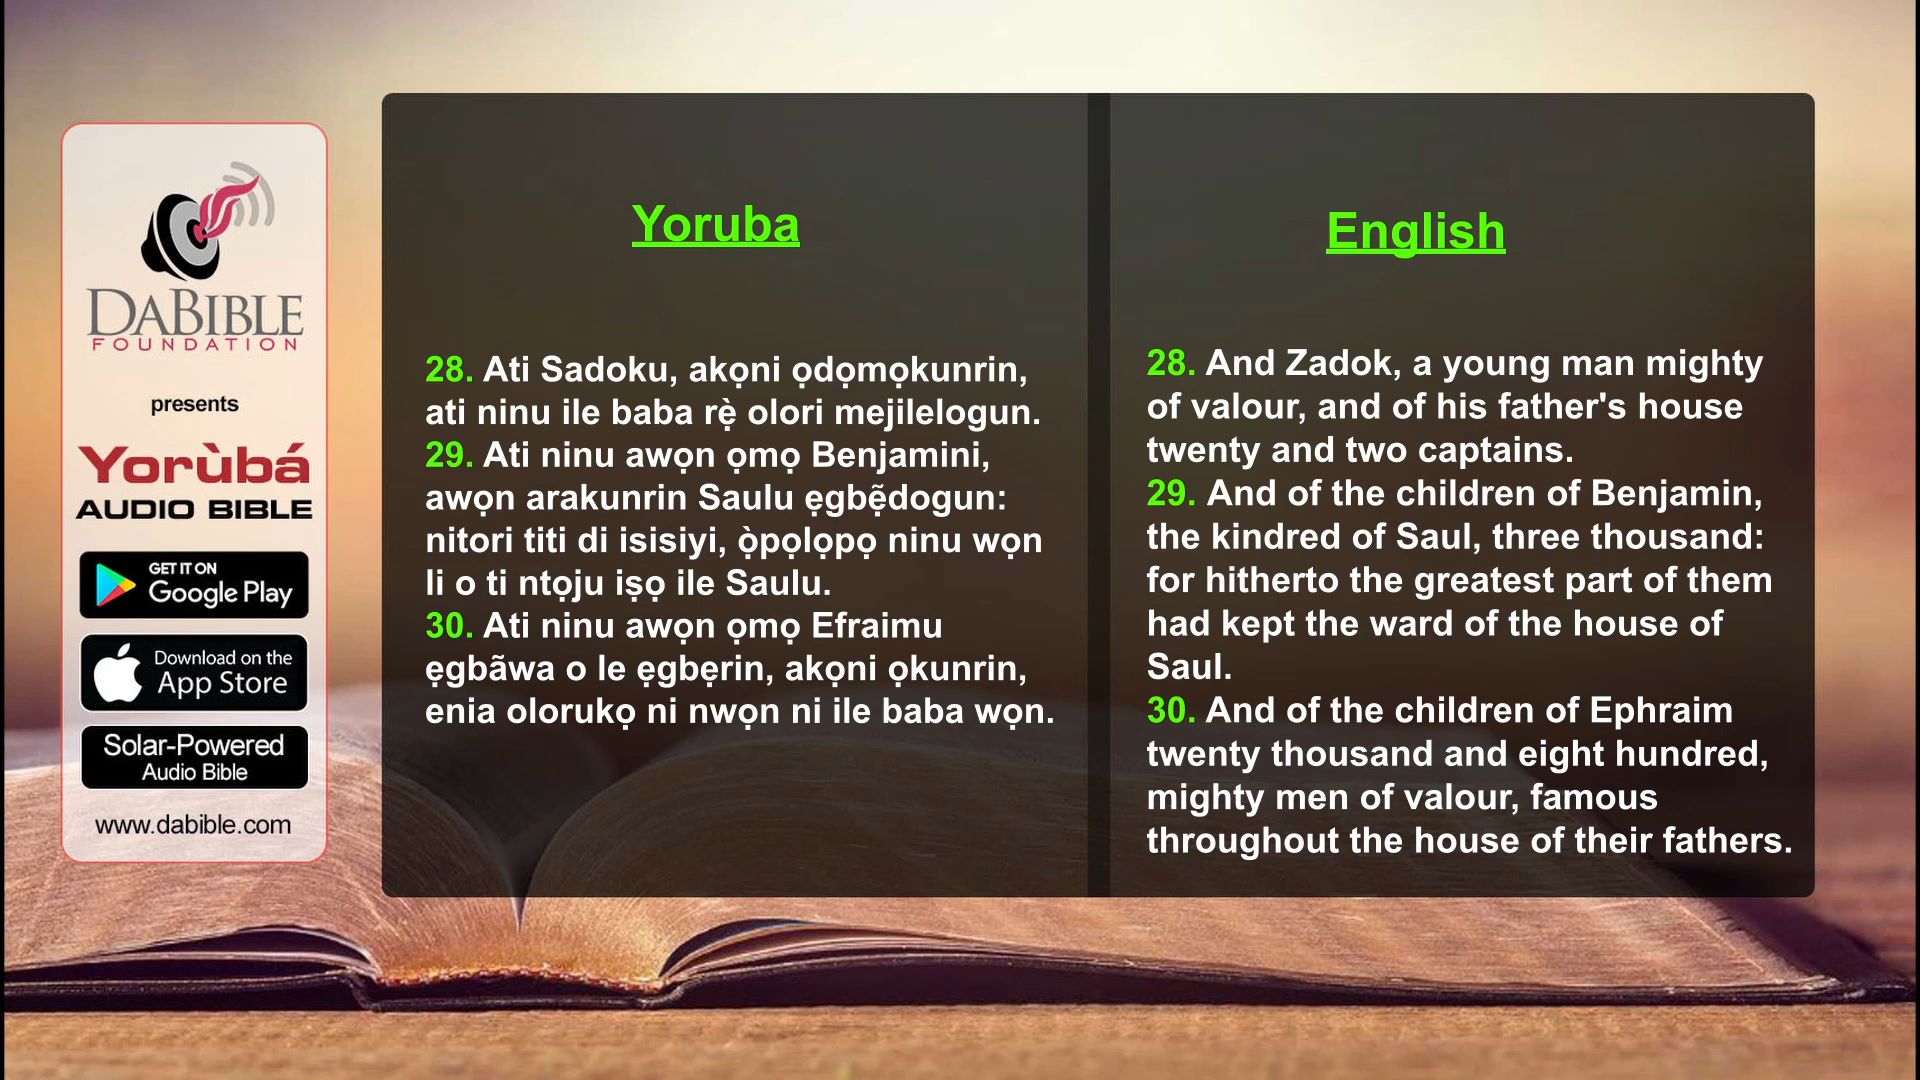 DABIBLE
FOUNDATION
presents
Yorùbá
AUDIO BIBLE
GET IT ON
Google Play
Download on the
App Store
Solar-Powered
Audio Bible
www.dabible.com
Yoruba
28. Ati Sadoku, akọni ọdọmọkunrin,
ati ninu ile baba rẹ̀ olori mejilelogun.
29. Ati ninu awọn ọmọ Benjamini,
awọn arakunrin Saulu ẹgbẹ̃dogun:
nitori titi di isisiyi, ọ̀pọlọpọ ninu wọn
li o ti ntọju iṣọ ile Saulu.
30. Ati ninu awọn ọmọ Efraimu
ẹgbãwa o le ẹgbẹrin, akọni ọkunrin,
enia olorukọ ni nwọn ni ile baba wọn.
English
28. And Zadok, a young man mighty
of valour, and of his father's house
twenty and two captains.
29. And of the children of Benjamin,
the kindred of Saul, three thousand:
for hitherto the greatest part of them
had kept the ward of the house of
Saul.
30. And of the children of Ephraim
twenty thousand and eight hundred,
mighty men of valour, famous
throughout the house of their fathers.